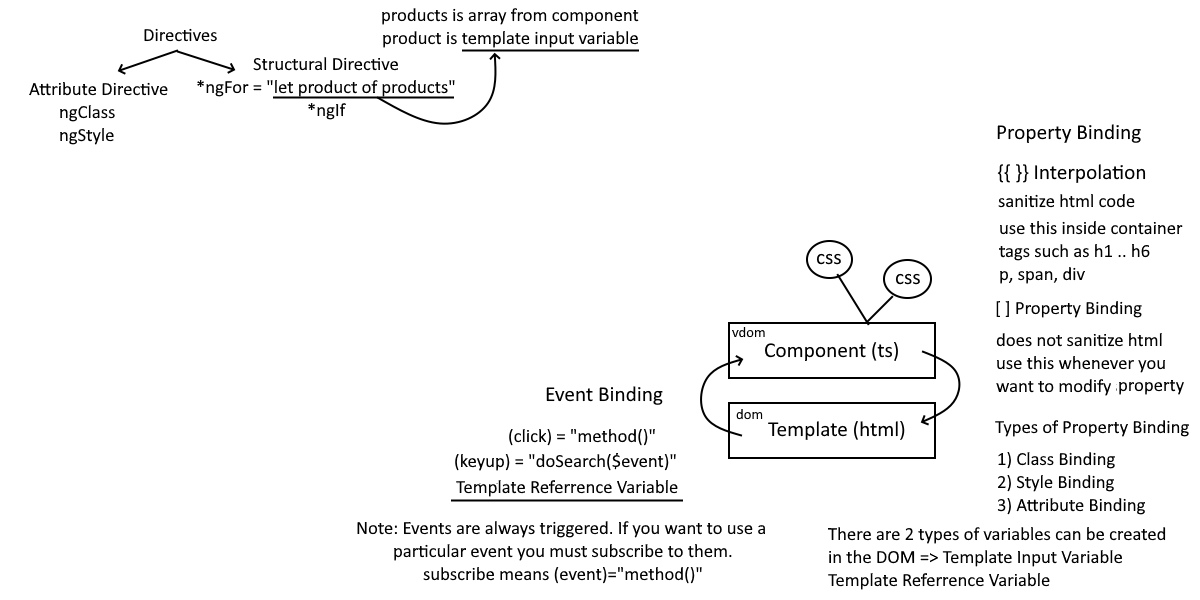 products is array from component
product is template input variable
Directives
Structural Directive
Attribute Directive
*ngFor = "let product of products"
ngClass
*ngIf
ngStyle
Property Binding
{{ }} Interpolation
sanitize html code
use this inside container
tags such as h1 .. h6
p, span, div
[ ] Property Binding
does not sanitize html
use this whenever you
want to modify property
Types of Property Binding
1) Class Binding
2) Style Binding
3) Attribute Binding
css
css
vdom
Component (ts)
dom
Template (html)
Event Binding
(click) = "method()"
(keyup) = "doSearch($event)"
Template Referrence Variable
Note: Events are always triggered. If you want to use a
particular event you must subscribe to them.
subscribe means (event)="method()"
There are 2 types of variables can be created
in the DOM => Template Input Variable
Template Referrence Variable